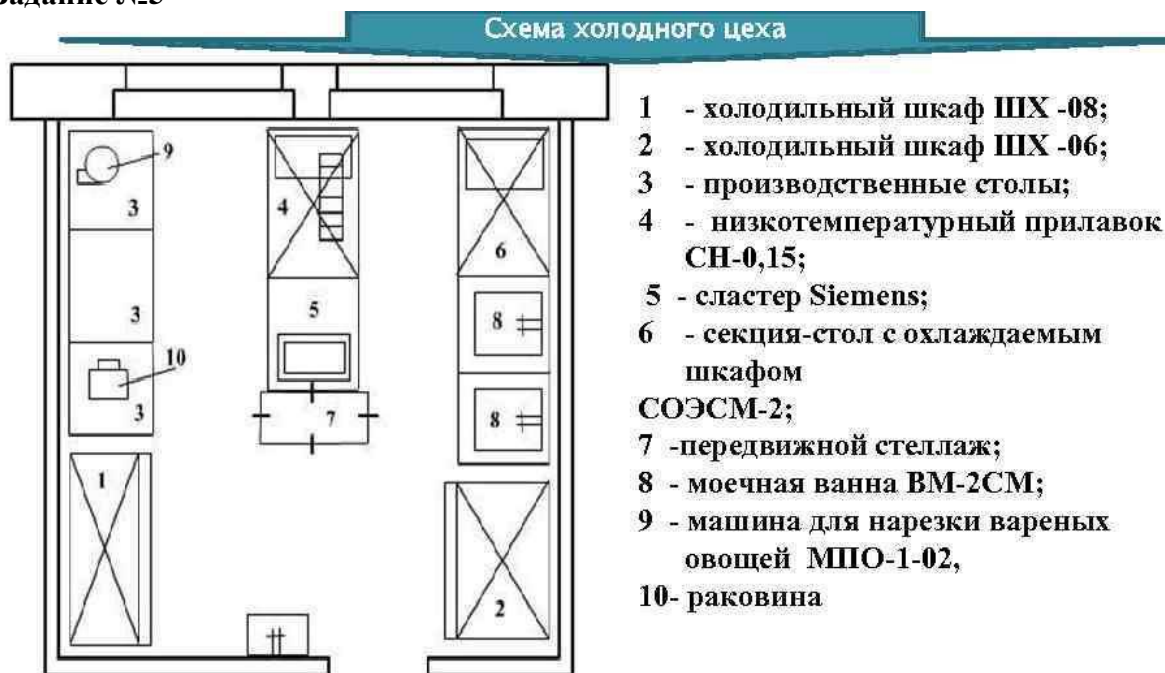 Задание №3
Схема холодного цеха
1 - холодильный шкаф ШХ -08;
2 - холодильный шкаф ШХ -06;
3 - производственные столы;
4 - низкотемпературный прилавок
СН-0,15;
5 - сластер Siemens;
6 - секция-стол с охлаждаемым
шкафом
СОЭСМ-2;
7 -передвижной стеллаж;
8 - моечная ванна ВМ-2СМ;
9 - машина для нарезки вареных
овощей МПО-1-02,
10- раковина
9
3
4
6
3
5
8
10
3
7
8
1
2